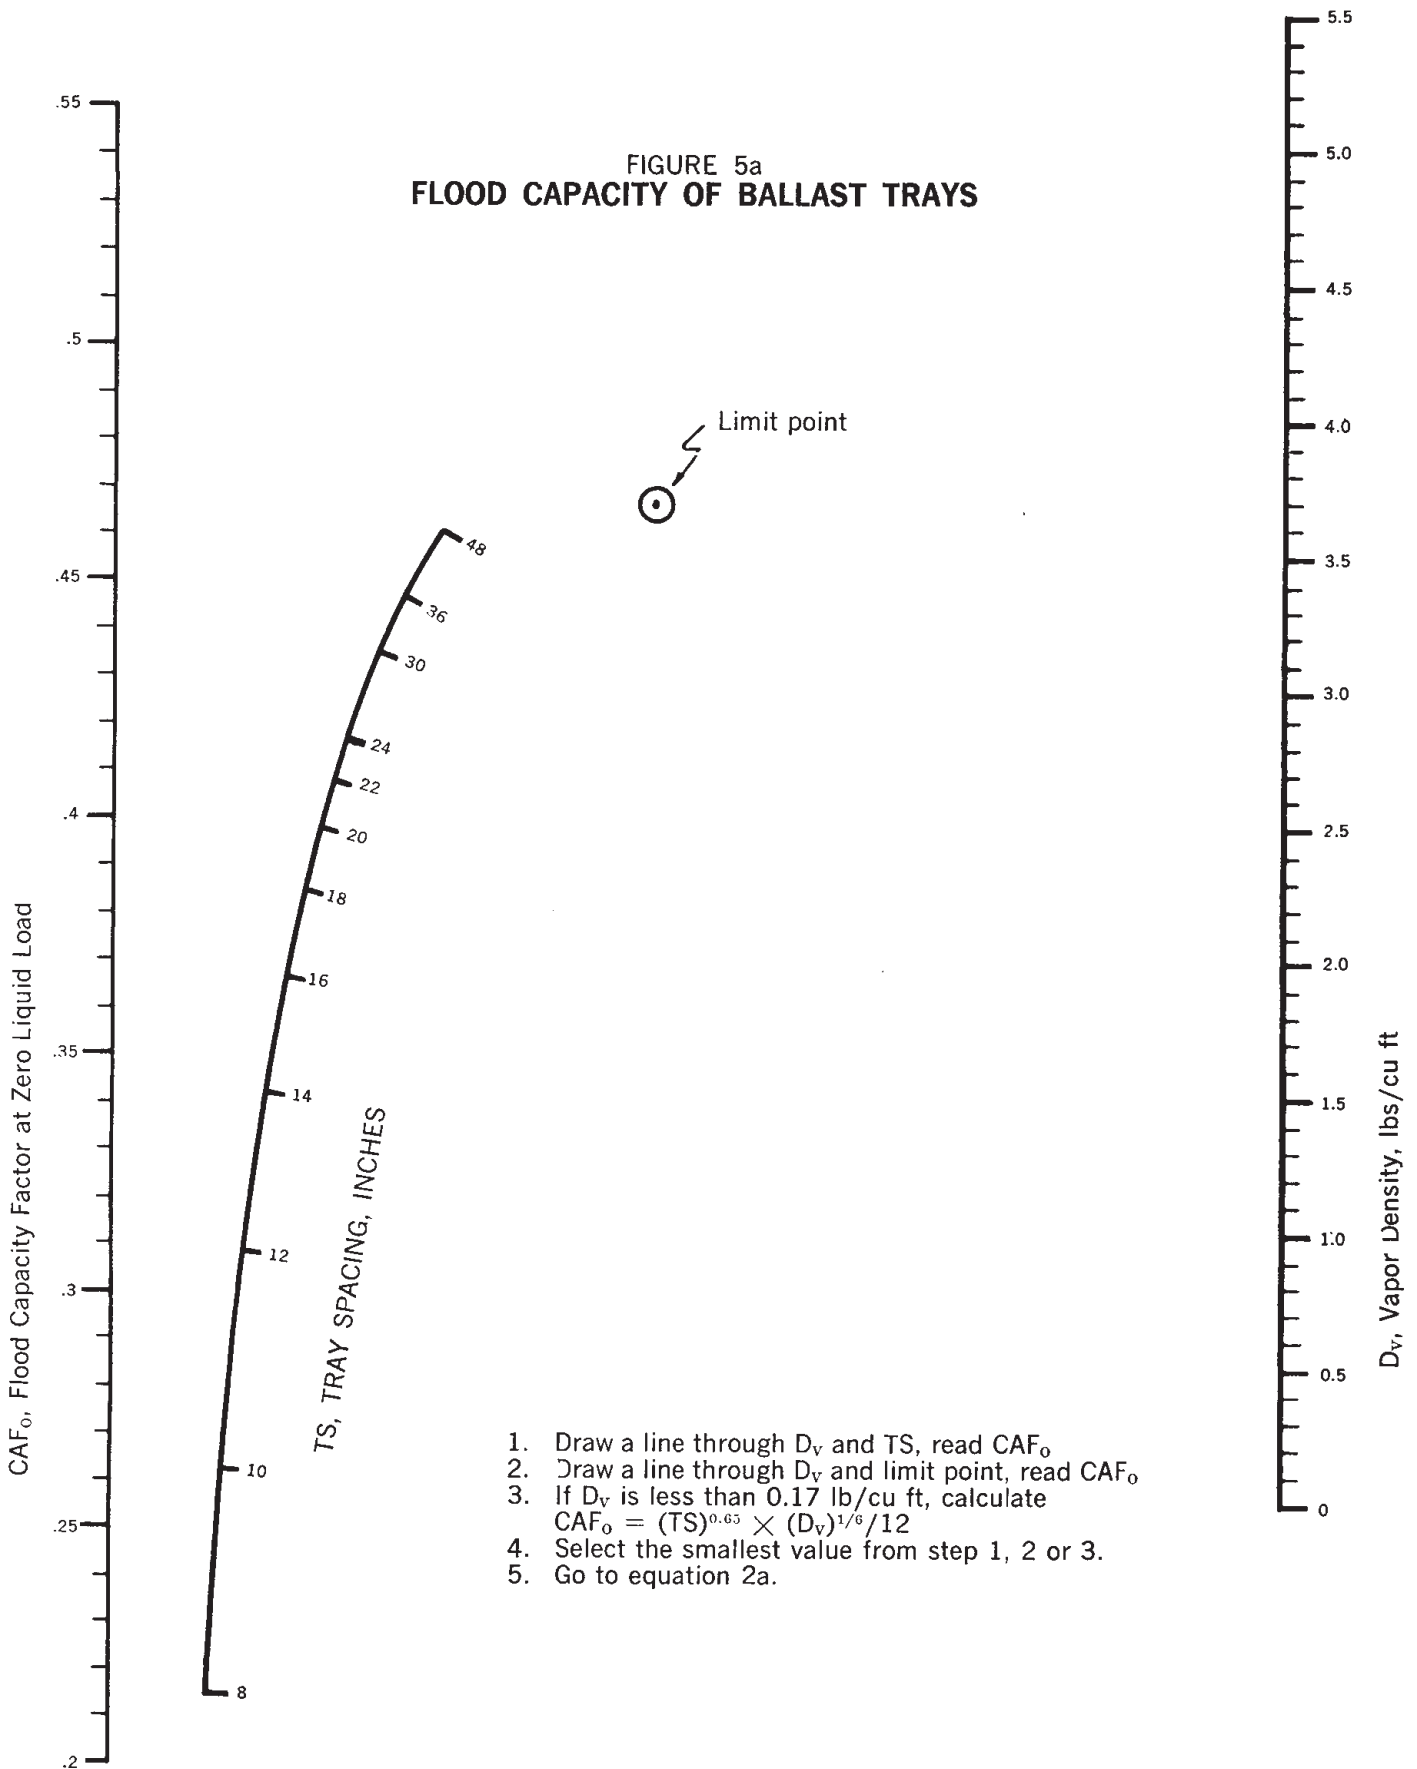 FIGURE 5a
FLOOD CAPACITY OF BALLAST TRAYS
.55
.5
.45
.4
.35
.3
.25
.2
CAF₀, Flood Capacity Factor at Zero Liquid Load
Limit point
48
36
30
24
22
20
18
16
14
12
10
8
TS, TRAY SPACING, INCHES
5.5
5.0
4.5
4.0
3.5
3.0
2.5
2.0
1.5
1.0
0.5
0
Dᵥ, Vapor Density, lbs/cu ft
1. Draw a line through Dᵥ and TS, read CAF₀
2. Draw a line through Dᵥ and limit point, read CAF₀
3. If Dᵥ is less than 0.17 lb/cu ft, calculate
CAF₀ = (TS)⁰·⁶⁵ × (Dᵥ)¹/⁶/12
4. Select the smallest value from step 1, 2 or 3.
5. Go to equation 2a.